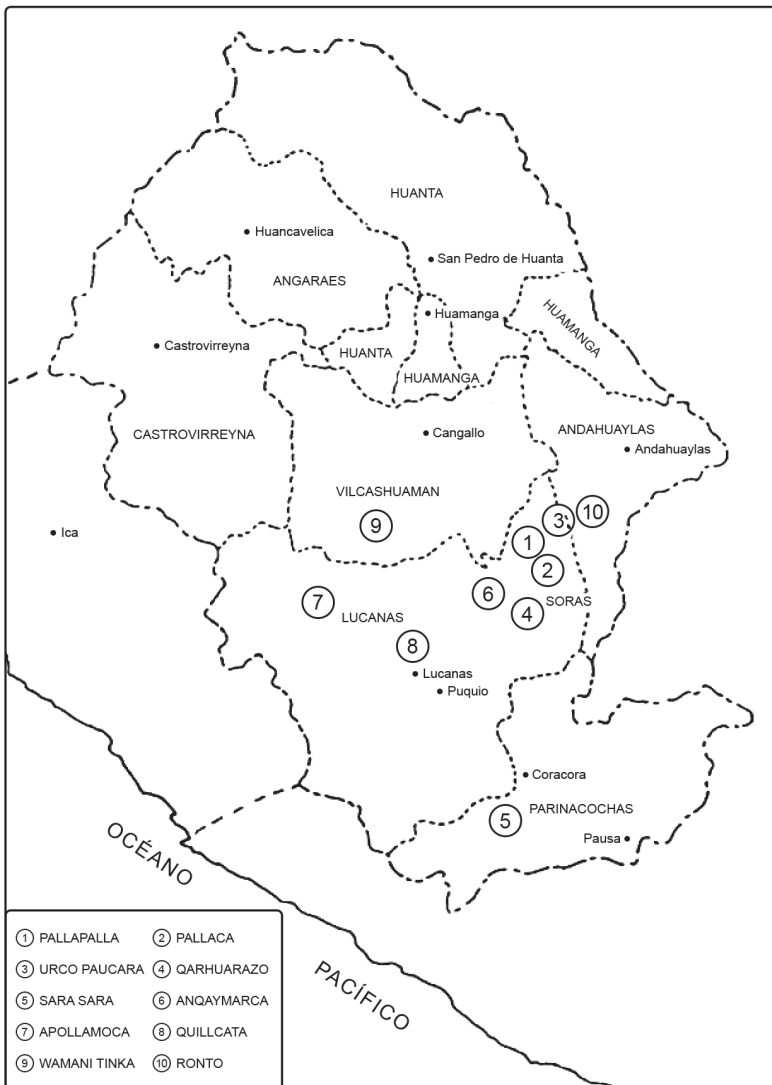 HUANTA
Huancavelica
San Pedro de Huanta
ANGARAES
HUAMANGA
Huamanga
Castrovirreyna
HUANTA
HUAMANGA
ANDAHUAYLAS
CASTROVIRREYNA
Cangallo
Andahuaylas
VILCASHUAMAN
9
3
10
Ica
1
2
6
SORAS
7
4
LUCANAS
8
Lucanas
Puquio
Coracora
PARINACOCHAS
5
Pausa
OCÉANO
PACÍFICO
1 PALLAPALLA
2 PALLACA
3 URCO PAUCARA
4 QARHUARAZO
5 SARA SARA
6 ANQAYMARCA
7 APOLLAMOCA
8 QUILLCATA
9 WAMANI TINKA
10 RONTO